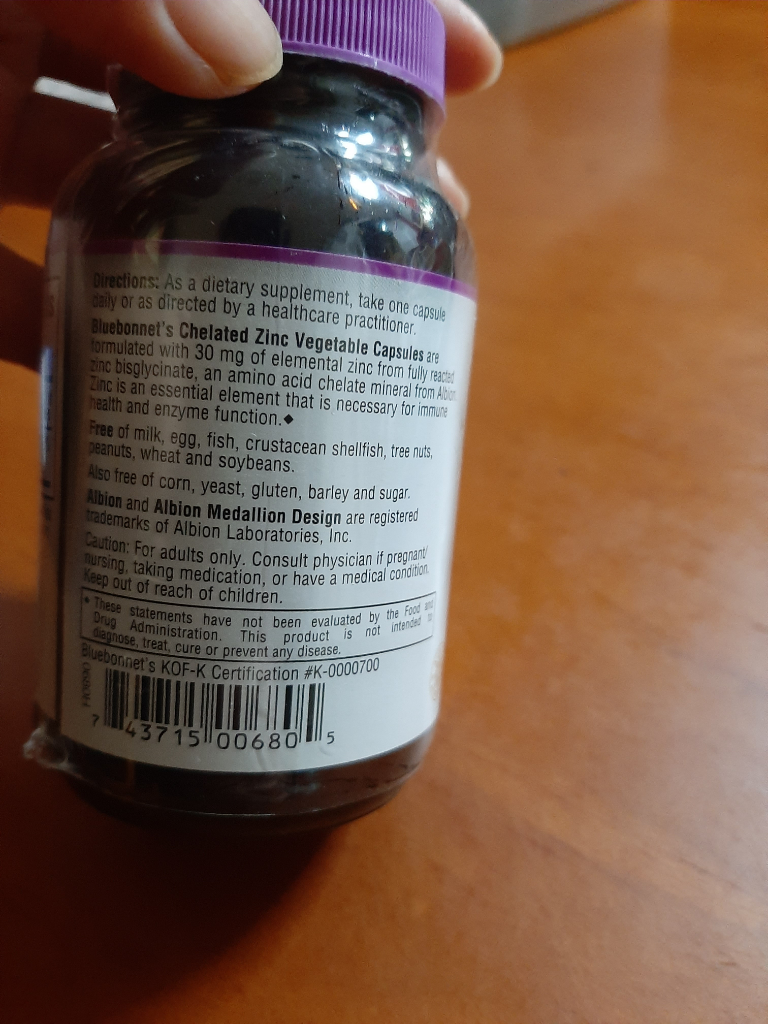 Directions: As a dietary supplement, take one capsule
daily or as directed by a healthcare practitioner.
Bluebonnet's Chelated Zinc Vegetable Capsules are
formulated with 30 mg of elemental zinc from fully reacted
zinc bisglycinate, an amino acid chelate mineral from Albion.
Zinc is an essential element that is necessary for immune
health and enzyme function.◆
Free of milk, egg, fish, crustacean shellfish, tree nuts,
peanuts, wheat and soybeans.
Also free of corn, yeast, gluten, barley and sugar.
Albion and Albion Medallion Design are registered
trademarks of Albion Laboratories, Inc.
Caution: For adults only. Consult physician if pregnant/
nursing, taking medication, or have a medical condition.
Keep out of reach of children.
◆ These statements have not been evaluated by the Food and
Drug Administration. This product is not intended to
diagnose, treat, cure or prevent any disease.
Bluebonnet's KOF-K Certification #K-0000700
7 43715 00680 5